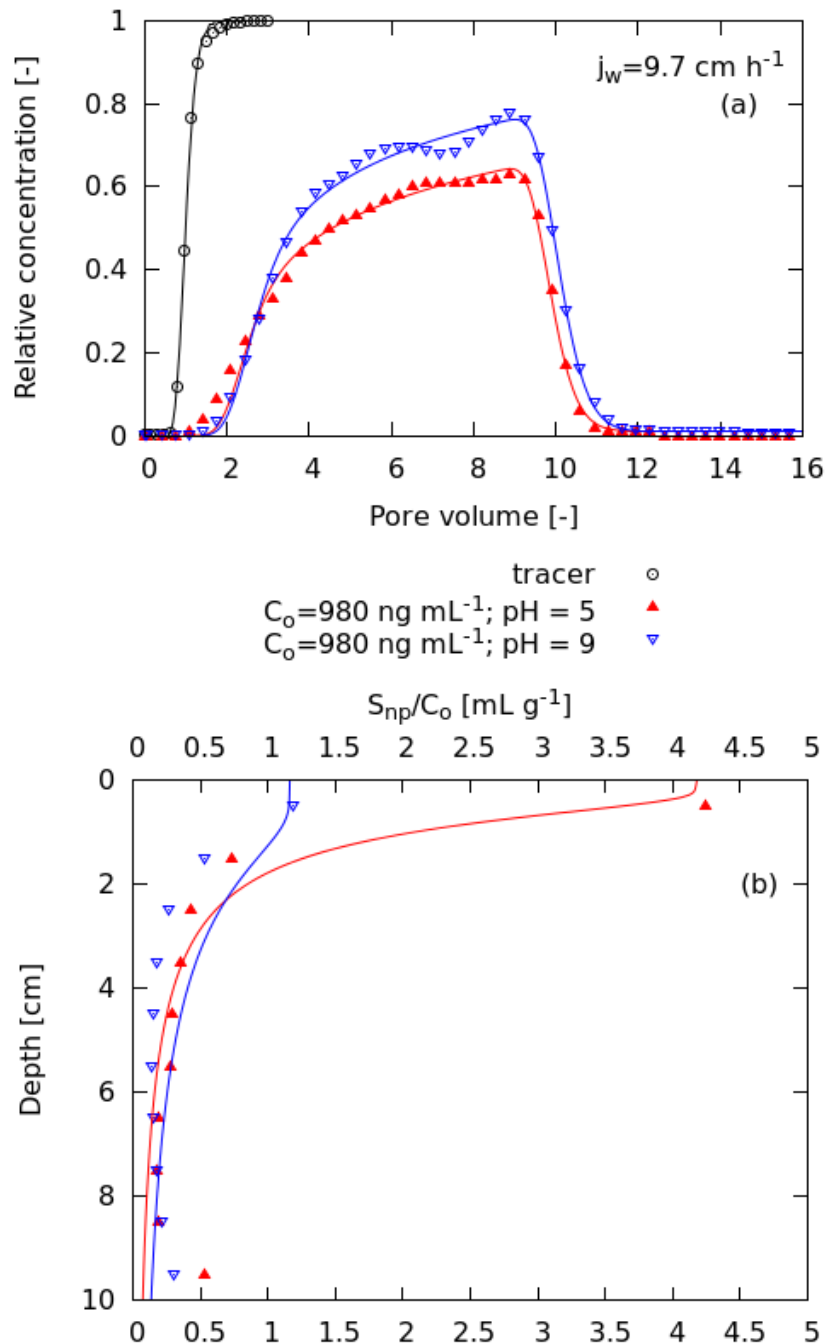 j_w=9.7 cm h⁻¹
(a)
Relative concentration [-]
1
0.8
0.6
0.4
0.2
0
0 2 4 6 8 10 12 14 16
Pore volume [-]
tracer
C_o=980 ng mL⁻¹; pH = 5
C_o=980 ng mL⁻¹; pH = 9
S_np/C_o [mL g⁻¹]
0 0.5 1 1.5 2 2.5 3 3.5 4 4.5 5
(b)
Depth [cm]
0
2
4
6
8
10
0 0.5 1 1.5 2 2.5 3 3.5 4 4.5 5